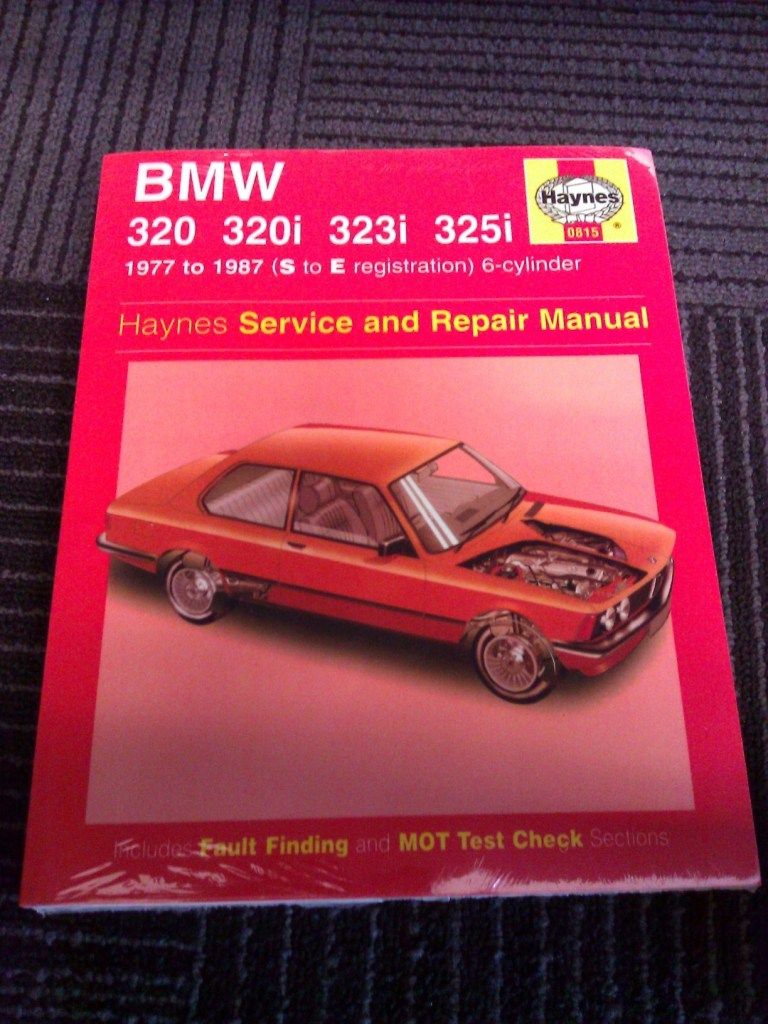 BMW
Haynes
320 320i 323i 325i
0815
®
1977 to 1987 (S to E registration) 6-cylinder
Haynes Service and Repair Manual
Includes Fault Finding and MOT Test Check Sections